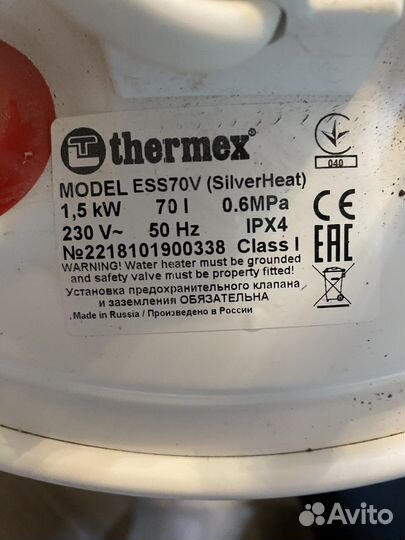 thermex®
040
MODEL ESS70V (SilverHeat)
1,5 kW 70 l 0.6MPa
230 V~ 50 Hz IPX4
№2218101900338 Class I
WARNING! Water heater must be grounded
and safety valve must be property fitted!
Установка предохранительного клапана
и заземления ОБЯЗАТЕЛЬНА
Made in Russia / Произведено в России
CE
EAC
Avito